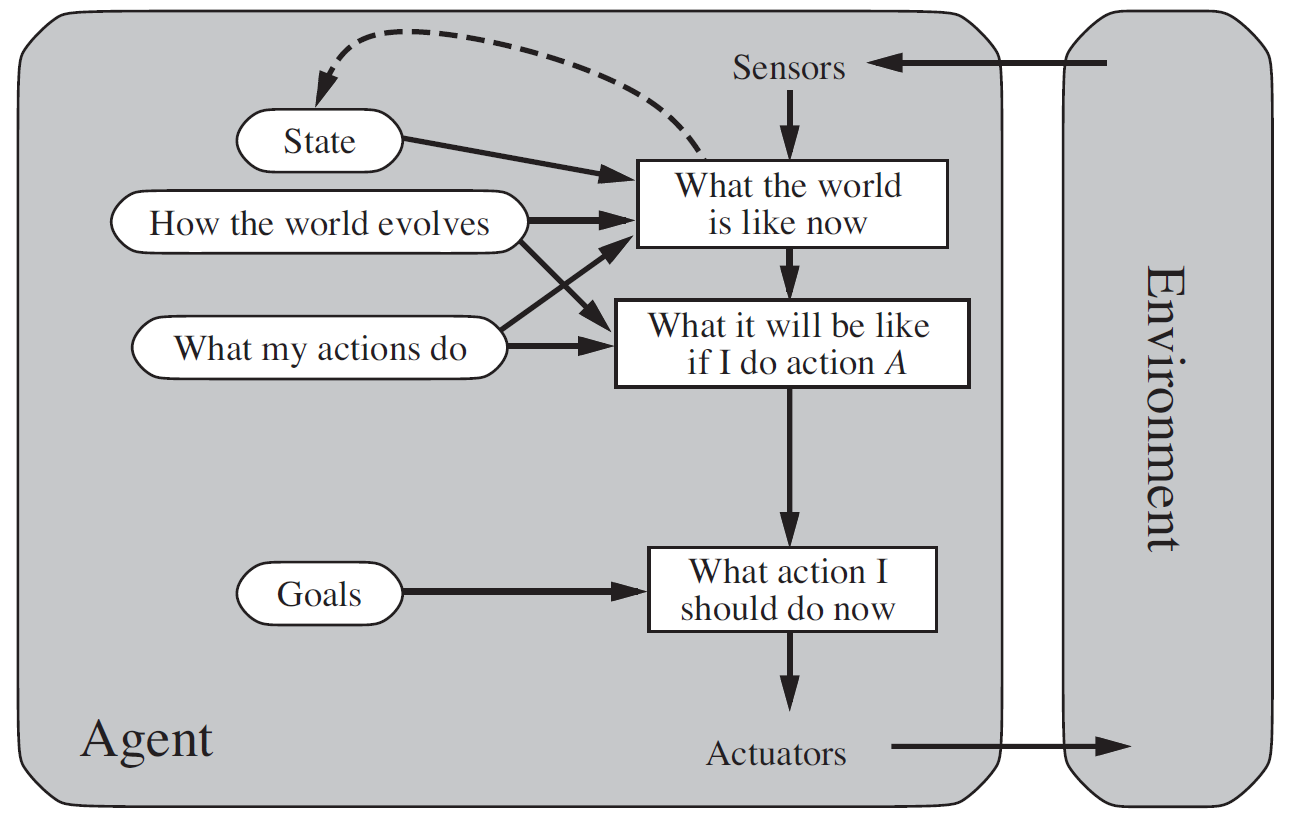 Sensors
State
What the world
is like now
How the world evolves
What it will be like
if I do action A
What my actions do
Environment
What action I
should do now
Goals
Agent
Actuators